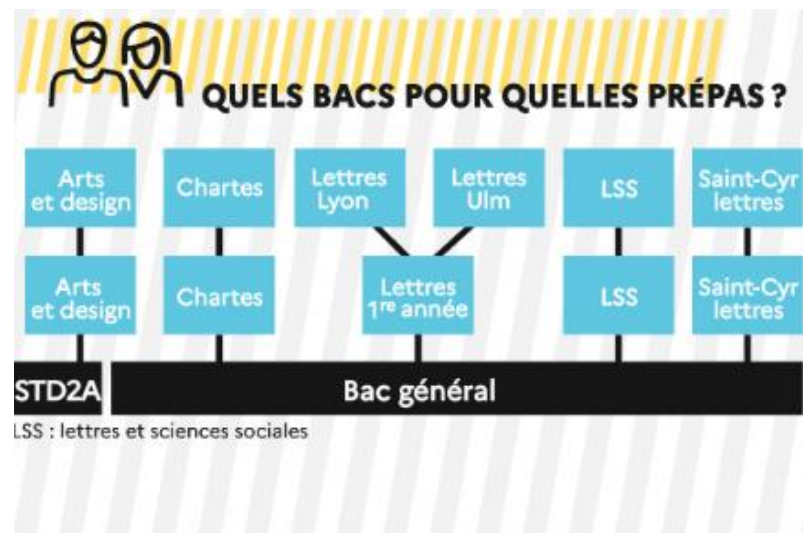 QUELS BACS POUR QUELLES PRÉPAS ?
Arts
et design
Chartes
Lettres
Lyon
Lettres
Ulm
LSS
Saint-Cyr
lettres
Arts
et design
Chartes
Lettres
1re année
LSS
Saint-Cyr
lettres
STD2A
Bac général
LSS : lettres et sciences sociales